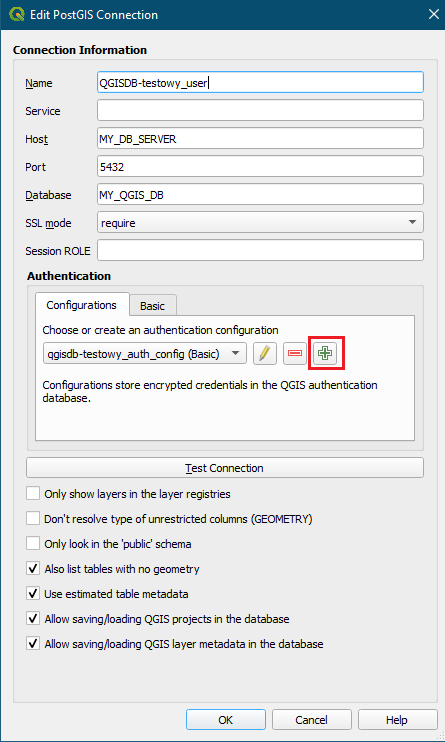 Edit PostGIS Connection
Connection Information
Name QGISDB-testowy_user
Service
Host MY_DB_SERVER
Port 5432
Database MY_QGIS_DB
SSL mode require
Session ROLE
Authentication
Configurations Basic
Choose or create an authentication configuration
qgisdb-testowy_auth_config (Basic)
Configurations store encrypted credentials in the QGIS authentication
database.
Test Connection
Only show layers in the layer registries
Don't resolve type of unrestricted columns (GEOMETRY)
Only look in the 'public' schema
Also list tables with no geometry
Use estimated table metadata
Allow saving/loading QGIS projects in the database
Allow saving/loading QGIS layer metadata in the database
OK Cancel Help